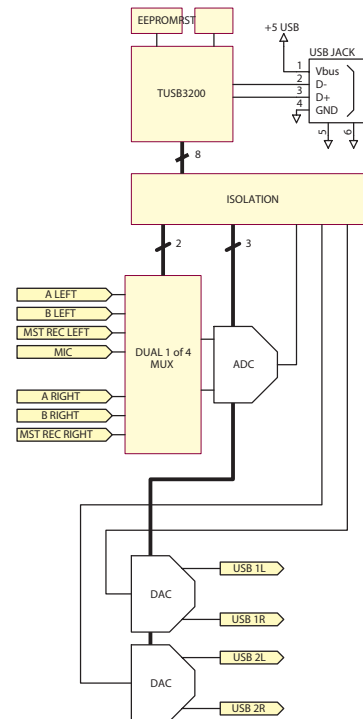 +5 USB
EEPROM RST
USB JACK
1 Vbus
2 D-
3 D+
4 GND
5 6
TUSB3200
8
ISOLATION
2 3
A LEFT
B LEFT
MST REC LEFT
MIC
DUAL 1 of 4
MUX
ADC
A RIGHT
B RIGHT
MST REC RIGHT
DAC
USB 1L
USB 1R
DAC
USB 2L
USB 2R